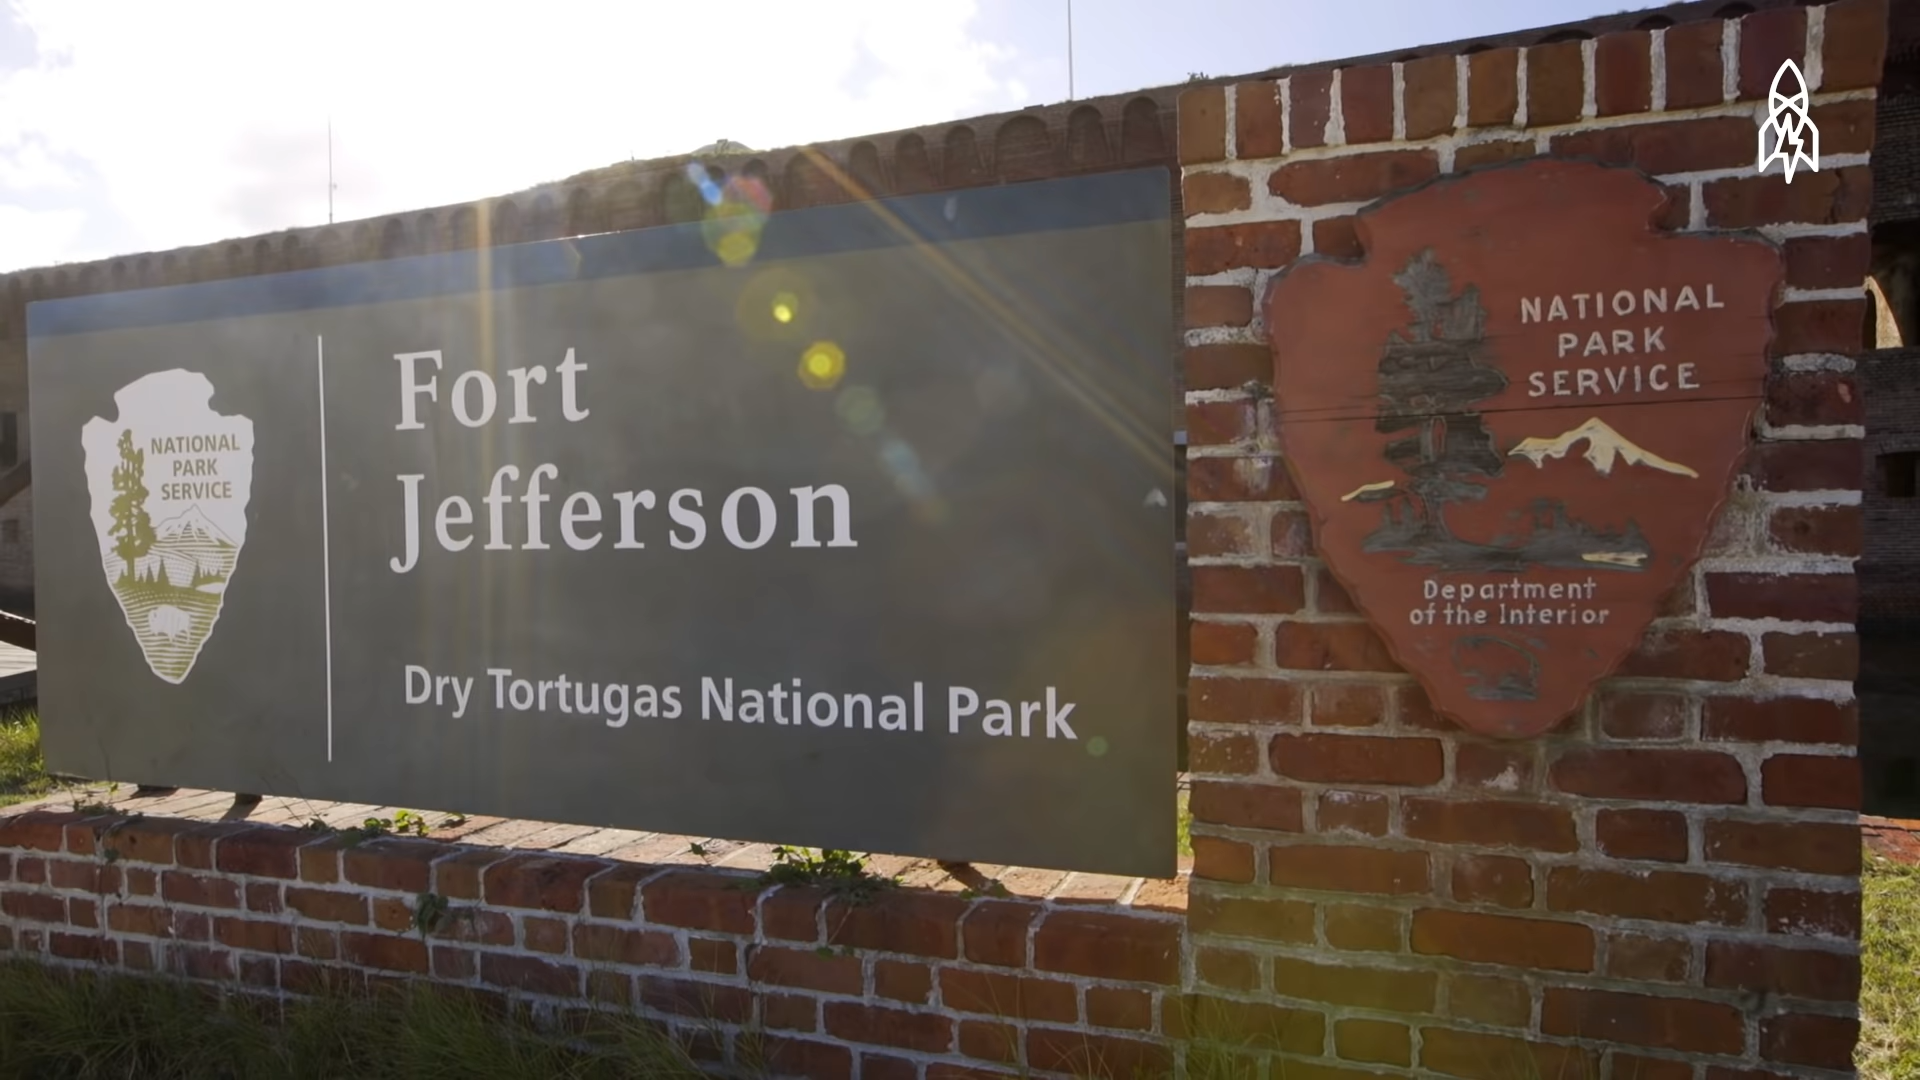 NATIONAL
PARK
SERVICE
Fort
Jefferson
Dry Tortugas National Park
NATIONAL
PARK
SERVICE
Department
of the Interior